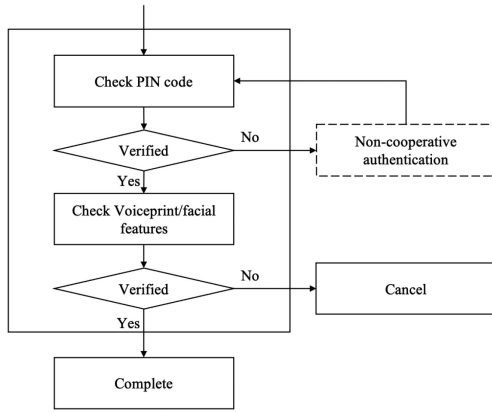 Check PIN code
No
Verified
Non-cooperative
authentication
Yes
Check Voiceprint/facial
features
No
Verified
Cancel
Yes
Complete